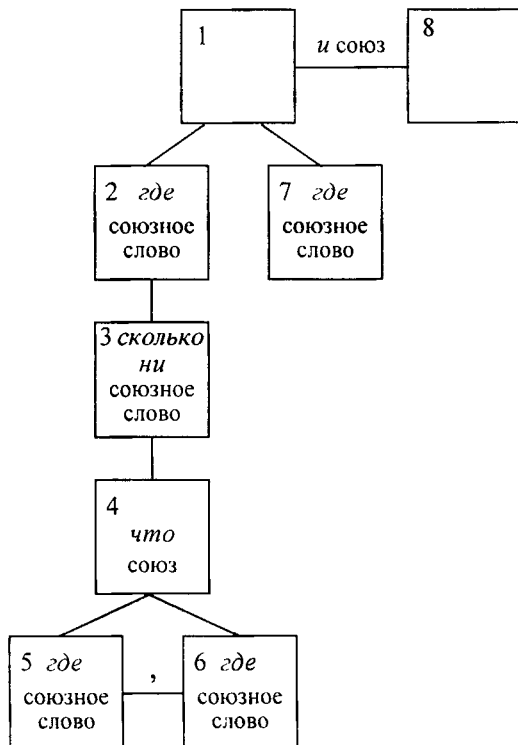 1
и союз
8
2 где
союзное
слово
7 где
союзное
слово
3 сколько
ни
союзное
слово
4
что
союз
5 где
союзное
слово
,
6 где
союзное
слово